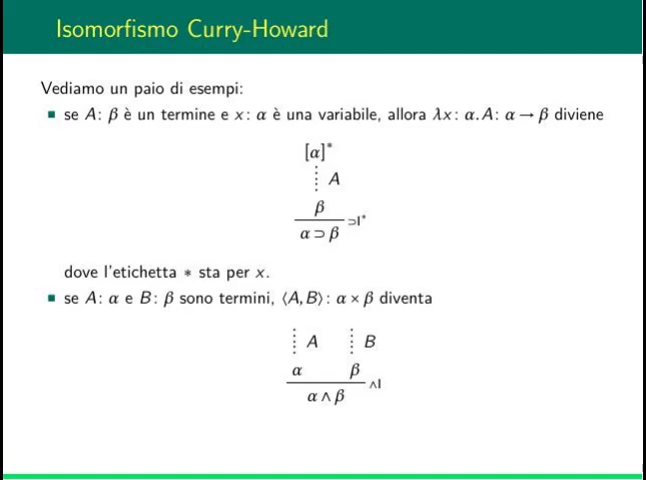 Isomorfismo Curry-Howard
Vediamo un paio di esempi:
se A: β è un termine e x: α è una variabile, allora λx: α.A: α → β diviene
[α]*
⋮ A
β
⊃I*
α ⊃ β
dove l'etichetta * sta per x.
se A: α e B: β sono termini, ⟨A,B⟩: α × β diventa
⋮ A ⋮ B
α β
∧I
α ∧ β